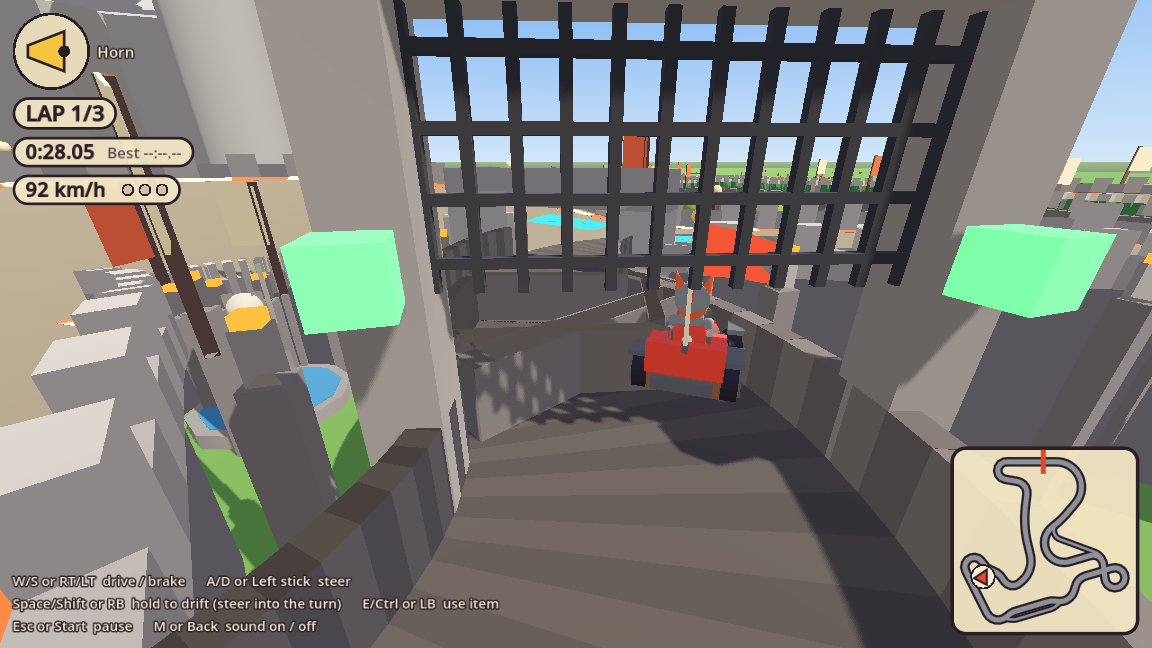 Horn
LAP 1/3
0:28.05 Best --:--.--
92 km/h
W/S or RT/LT drive / brake A/D or Left stick steer
Space/Shift or RB hold to drift (steer into the turn) E/Ctrl or LB use item
Esc or Start pause M or Back sound on / off